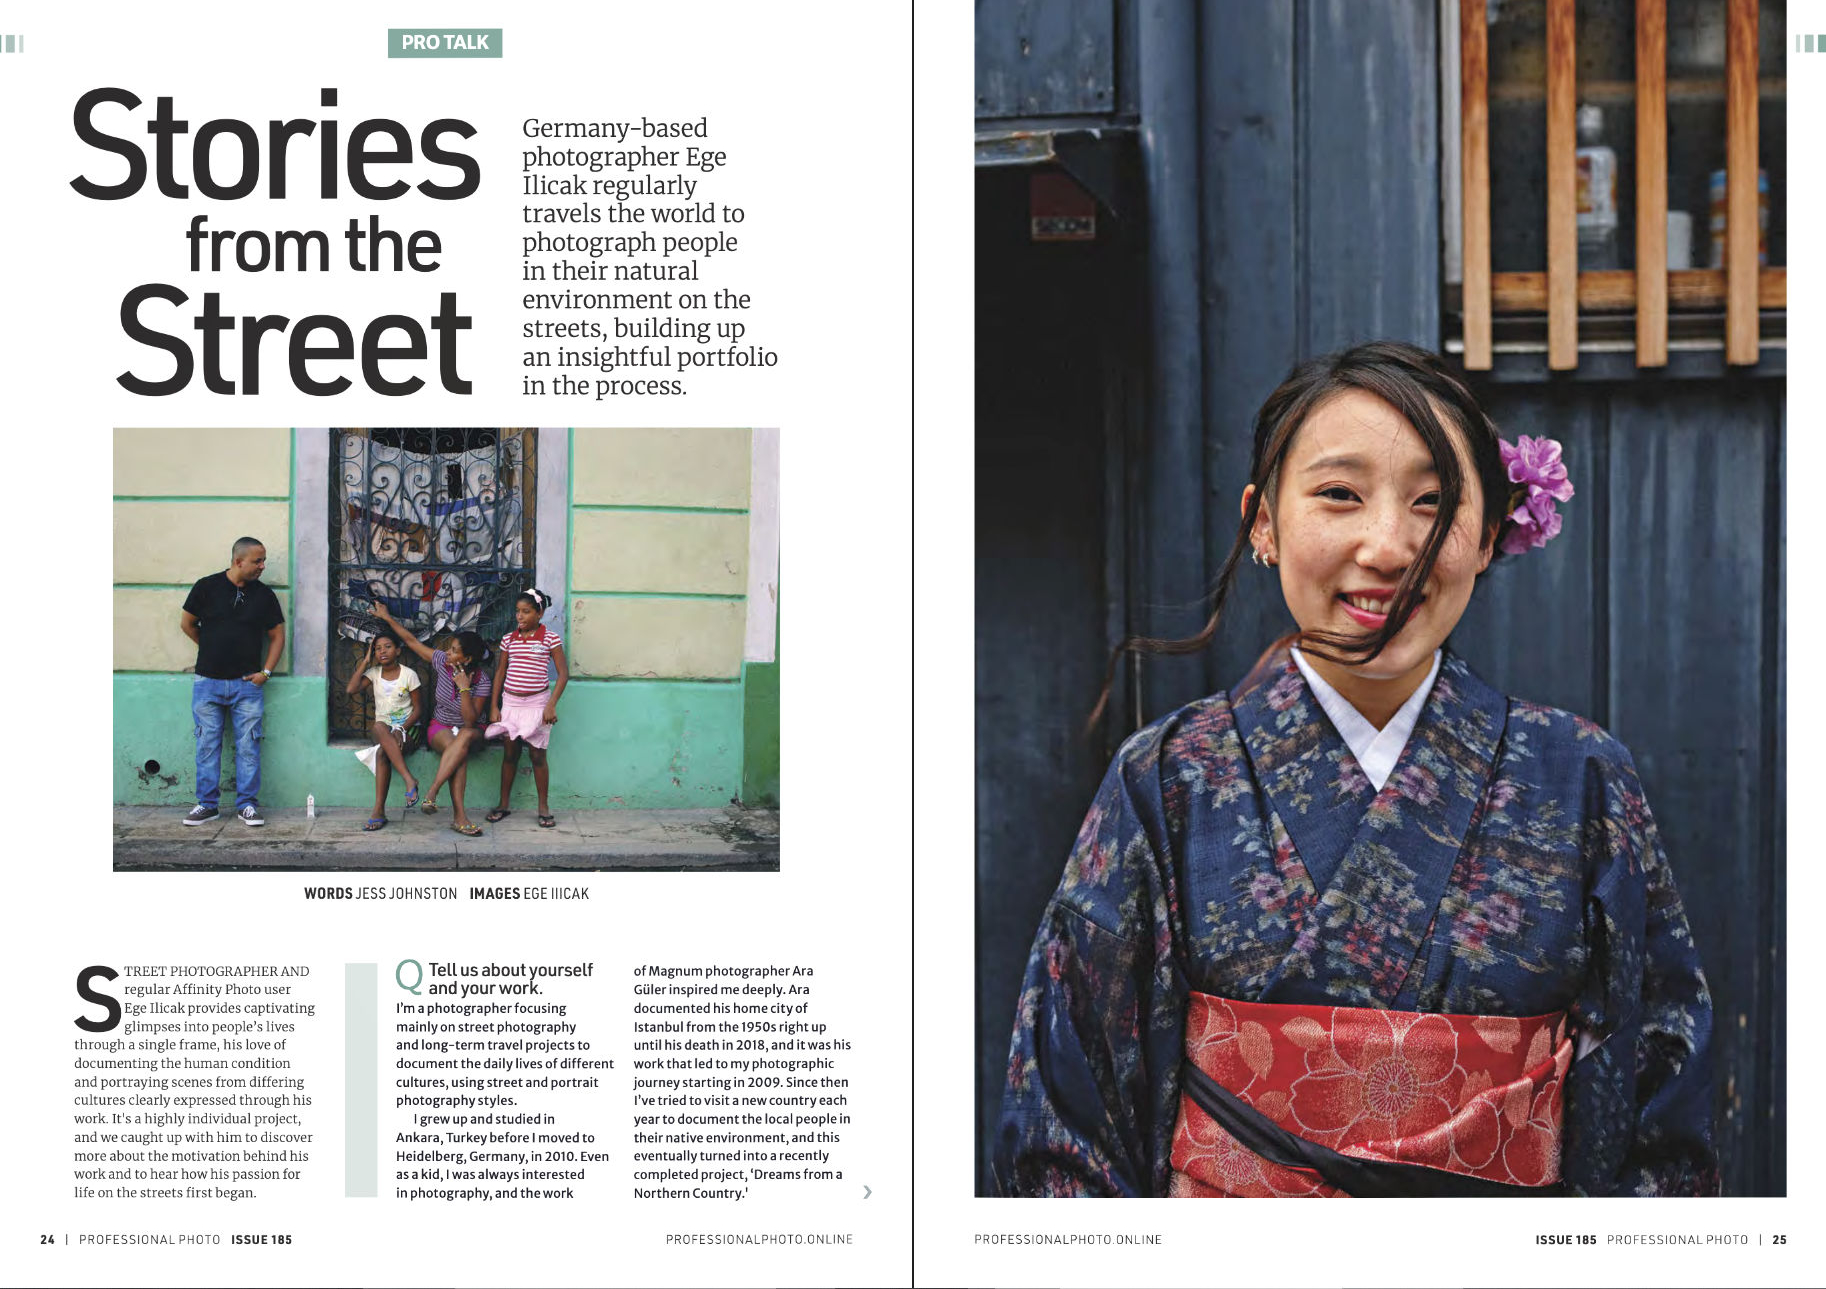 PRO TALK
Stories
from the
Street
Germany-based
photographer Ege
Ilicak regularly
travels the world to
photograph people
in their natural
environment on the
streets, building up
an insightful portfolio
in the process.
WORDS JESS JOHNSTON IMAGES EGE IIICAK
STREET PHOTOGRAPHER AND
regular Affinity Photo user
Ege Ilicak provides captivating
glimpses into people's lives
through a single frame, his love of
documenting the human condition
and portraying scenes from differing
cultures clearly expressed through his
work. It's a highly individual project,
and we caught up with him to discover
more about the motivation behind his
work and to hear how his passion for
life on the streets first began.
Q Tell us about yourself
and your work.
I'm a photographer focusing
mainly on street photography
and long-term travel projects to
document the daily lives of different
cultures, using street and portrait
photography styles.
I grew up and studied in
Ankara, Turkey before I moved to
Heidelberg, Germany, in 2010. Even
as a kid, I was always interested
in photography, and the work
of Magnum photographer Ara
Güler inspired me deeply. Ara
documented his home city of
Istanbul from the 1950s right up
until his death in 2018, and it was his
work that led to my photographic
journey starting in 2009. Since then
I've tried to visit a new country each
year to document the local people in
their native environment, and this
eventually turned into a recently
completed project, 'Dreams from a
Northern Country.'
24 | PROFESSIONAL PHOTO ISSUE 185
PROFESSIONALPHOTO.ONLINE
PROFESSIONALPHOTO.ONLINE
ISSUE 185 PROFESSIONAL PHOTO | 25